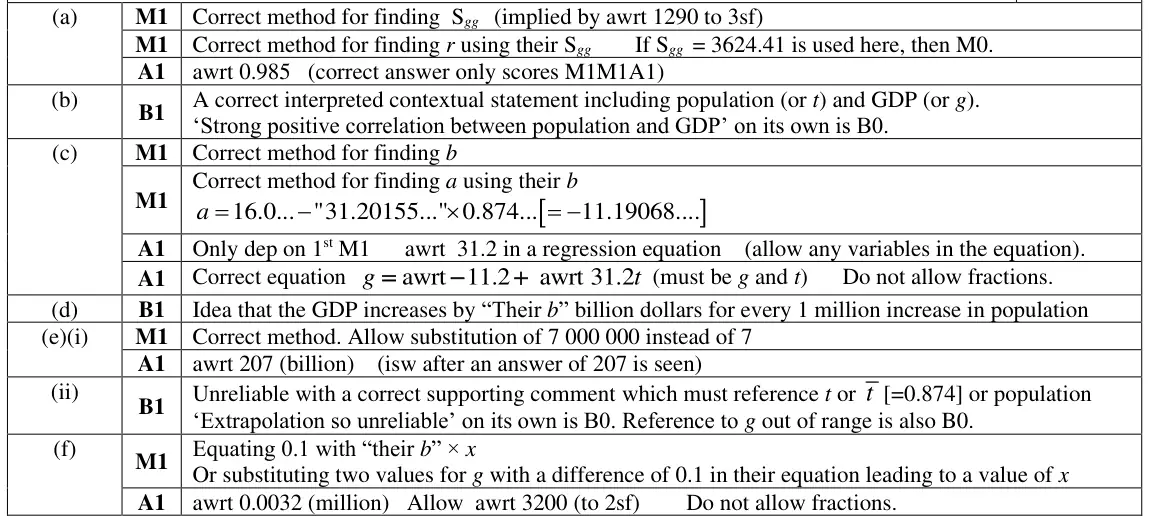 (a) M1 Correct method for finding S_gg (implied by awrt 1290 to 3sf)
M1 Correct method for finding r using their S_gg If S_gg = 3624.41 is used here, then M0.
A1 awrt 0.985 (correct answer only scores M1M1A1)
(b) B1 A correct interpreted contextual statement including population (or t) and GDP (or g).
‘Strong positive correlation between population and GDP’ on its own is B0.
(c) M1 Correct method for finding b
M1 Correct method for finding a using their b
a = 16.0... − "31.20155..." × 0.874... [= −11.19068....]
A1 Only dep on 1st M1 awrt 31.2 in a regression equation (allow any variables in the equation).
A1 Correct equation g = awrt −11.2 + awrt 31.2t (must be g and t) Do not allow fractions.
(d) B1 Idea that the GDP increases by “Their b” billion dollars for every 1 million increase in population
(e)(i) M1 Correct method. Allow substitution of 7 000 000 instead of 7
A1 awrt 207 (billion) (isw after an answer of 207 is seen)
(ii) B1 Unreliable with a correct supporting comment which must reference t or t̅ [=0.874] or population
‘Extrapolation so unreliable’ on its own is B0. Reference to g out of range is also B0.
(f) M1 Equating 0.1 with “their b” × x
Or substituting two values for g with a difference of 0.1 in their equation leading to a value of x
A1 awrt 0.0032 (million) Allow awrt 3200 (to 2sf) Do not allow fractions.